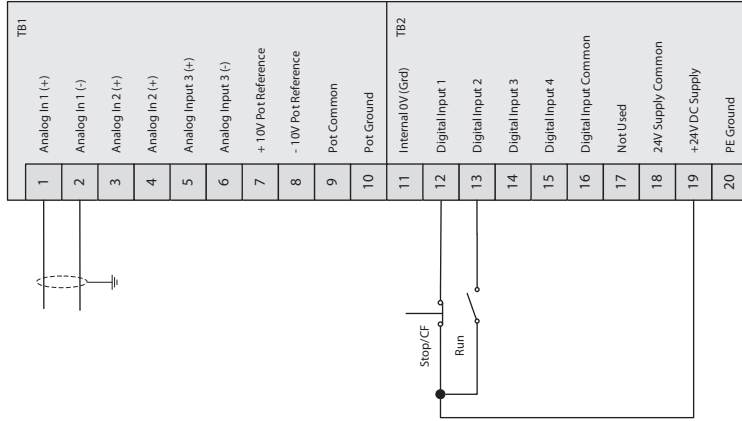 TB1
1 Analog In 1 (+)
2 Analog In 1 (-)
3 Analog In 2 (+)
4 Analog In 2 (+)
5 Analog Input 3 (+)
6 Analog Input 3 (-)
7 + 10V Pot Reference
8 - 10V Pot Reference
9 Pot Common
10 Pot Ground
TB2
11 Internal 0V (Grd)
12 Digital Input 1
13 Digital Input 2
14 Digital Input 3
15 Digital Input 4
16 Digital Input Common
17 Not Used
18 24V Supply Common
19 +24V DC Supply
20 PE Ground
Stop/CF
Run